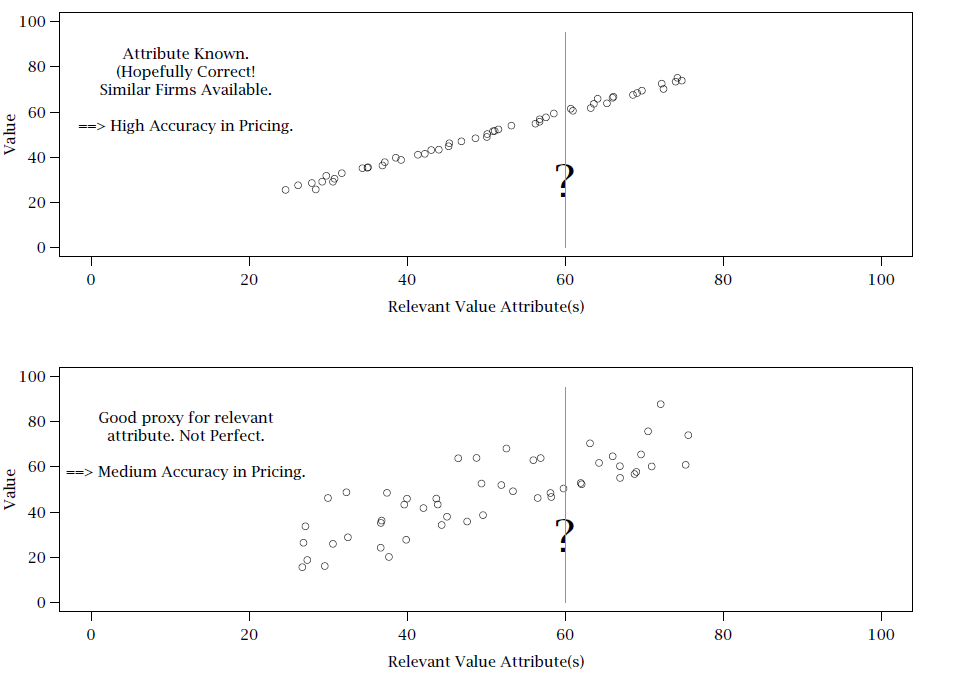 100
80
60
40
20
0
Value
Attribute Known.
(Hopefully Correct!
Similar Firms Available.
==> High Accuracy in Pricing.
?
0 20 40 60 80 100
Relevant Value Attribute(s)
100
80
60
40
20
0
Value
Good proxy for relevant
attribute. Not Perfect.
==> Medium Accuracy in Pricing.
?
0 20 40 60 80 100
Relevant Value Attribute(s)